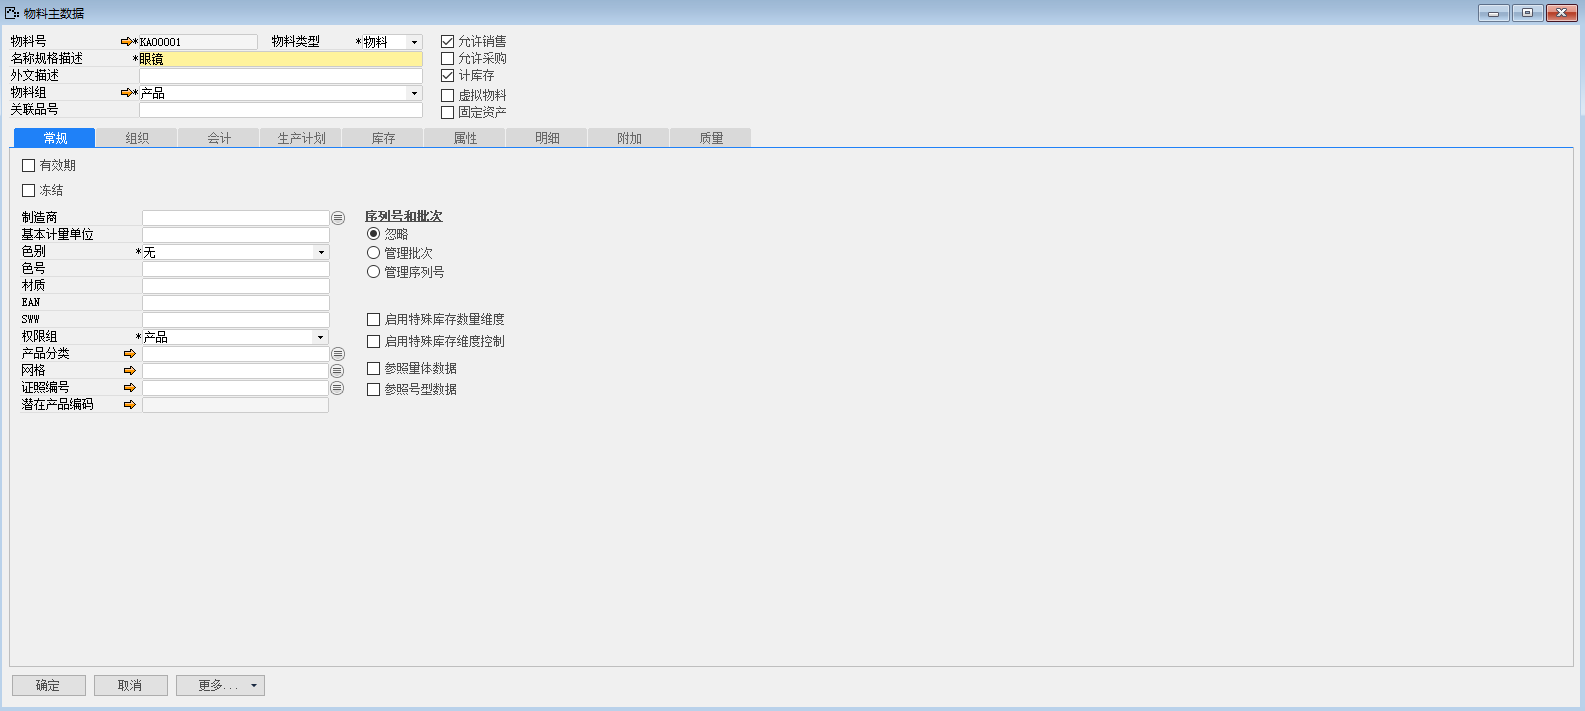 物料主数据
物料号 *KA00001 物料类型 *物料 允许销售
名称规格描述 *眼镜 允许采购
外文描述 计库存
物料组 *产品 虚拟物料
关联品号 固定资产
常规 组织 会计 生产计划 库存 属性 明细 附加 质量
有效期
冻结
制造商 序列号和批次
基本计量单位 忽略
色别 *无 管理批次
色号 管理序列号
材质
EAN
SWW 启用特殊库存数量维度
权限组 *产品 启用特殊库存维度控制
产品分类
网格 参照量体数据
证照编号 参照号型数据
潜在产品编码
确定 取消 更多...